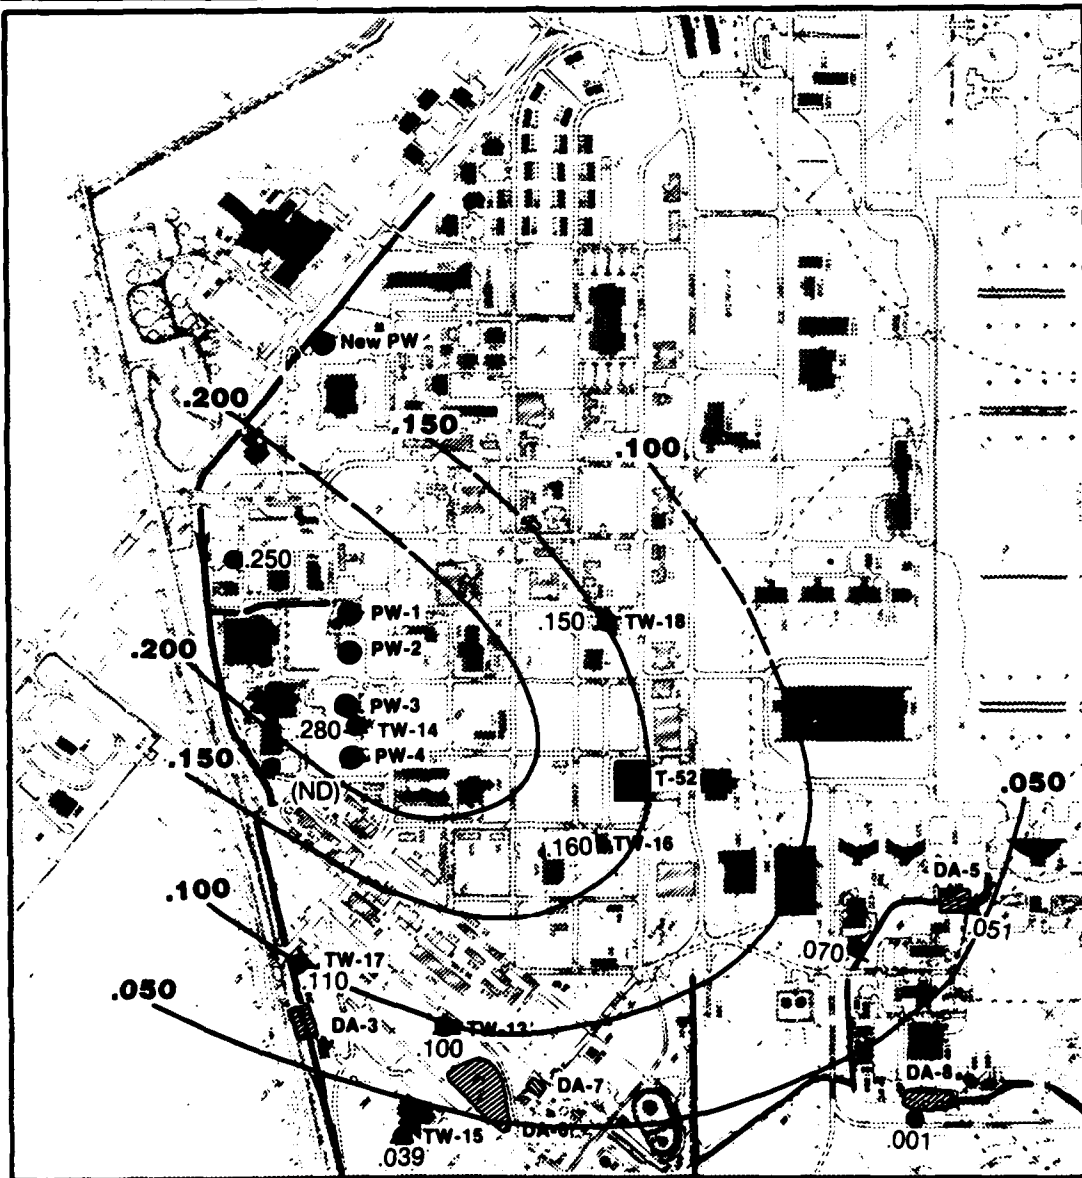 New PW
.200
.150
.100
.250
PW-1
.150 TW-18
PW-2
.200
PW-3
.280 TW-14
.150
PW-4
T-52
(ND)
.050
.160 TW-16
DA-5
.100
.051
.070
TW-17
.110
.050
DA-3
TW-13
.100
DA-8
DA-7
TW-15
.039
.001